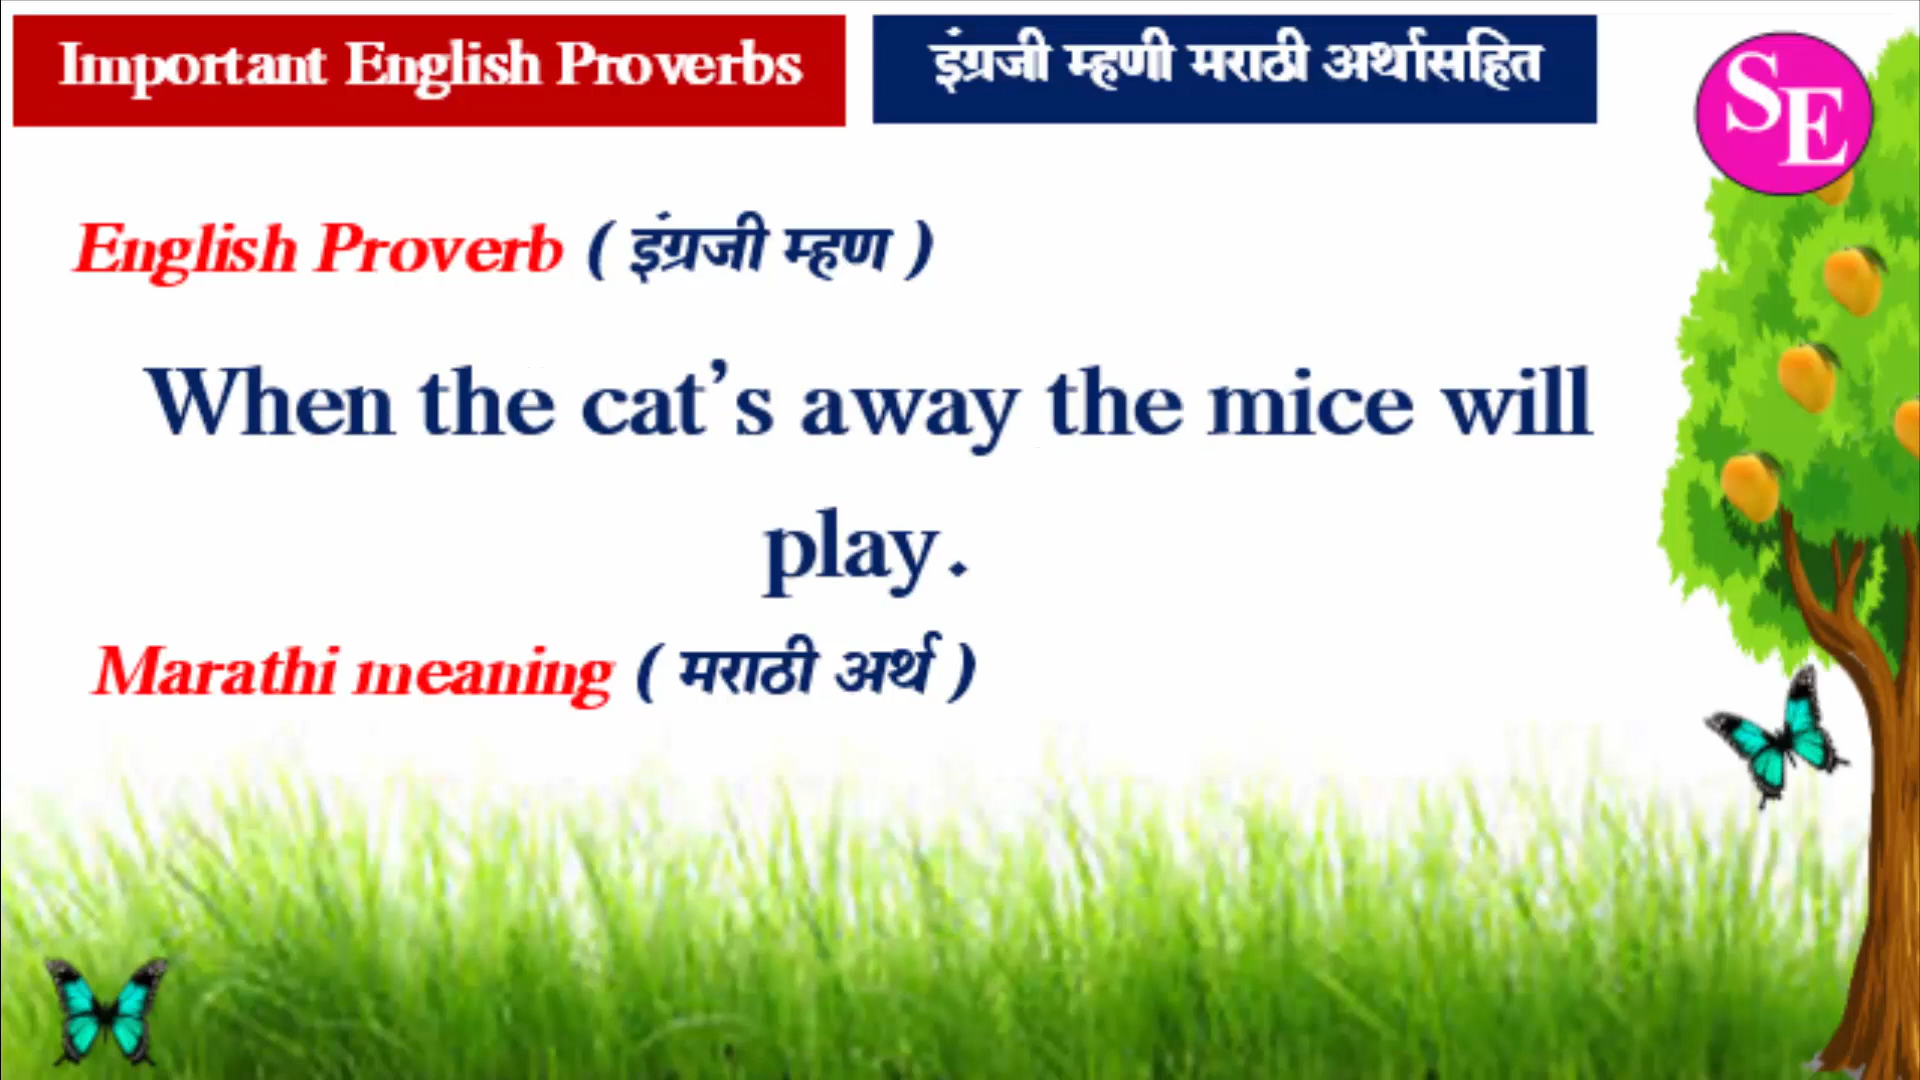 Important English Proverbs
इंग्रजी म्हणी मराठी अर्थासहित
SE
English Proverb ( इंग्रजी म्हण )
When the cat’s away the mice will
play.
Marathi meaning ( मराठी अर्थ )